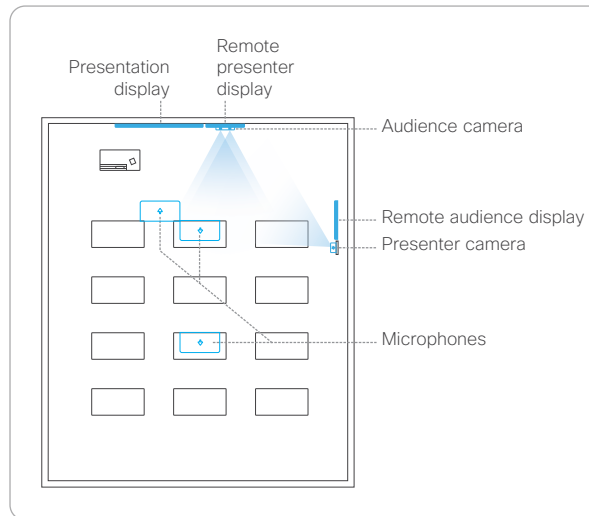 Remote
presenter
display
Presentation
display
Audience camera
Remote audience display
Presenter camera
Microphones